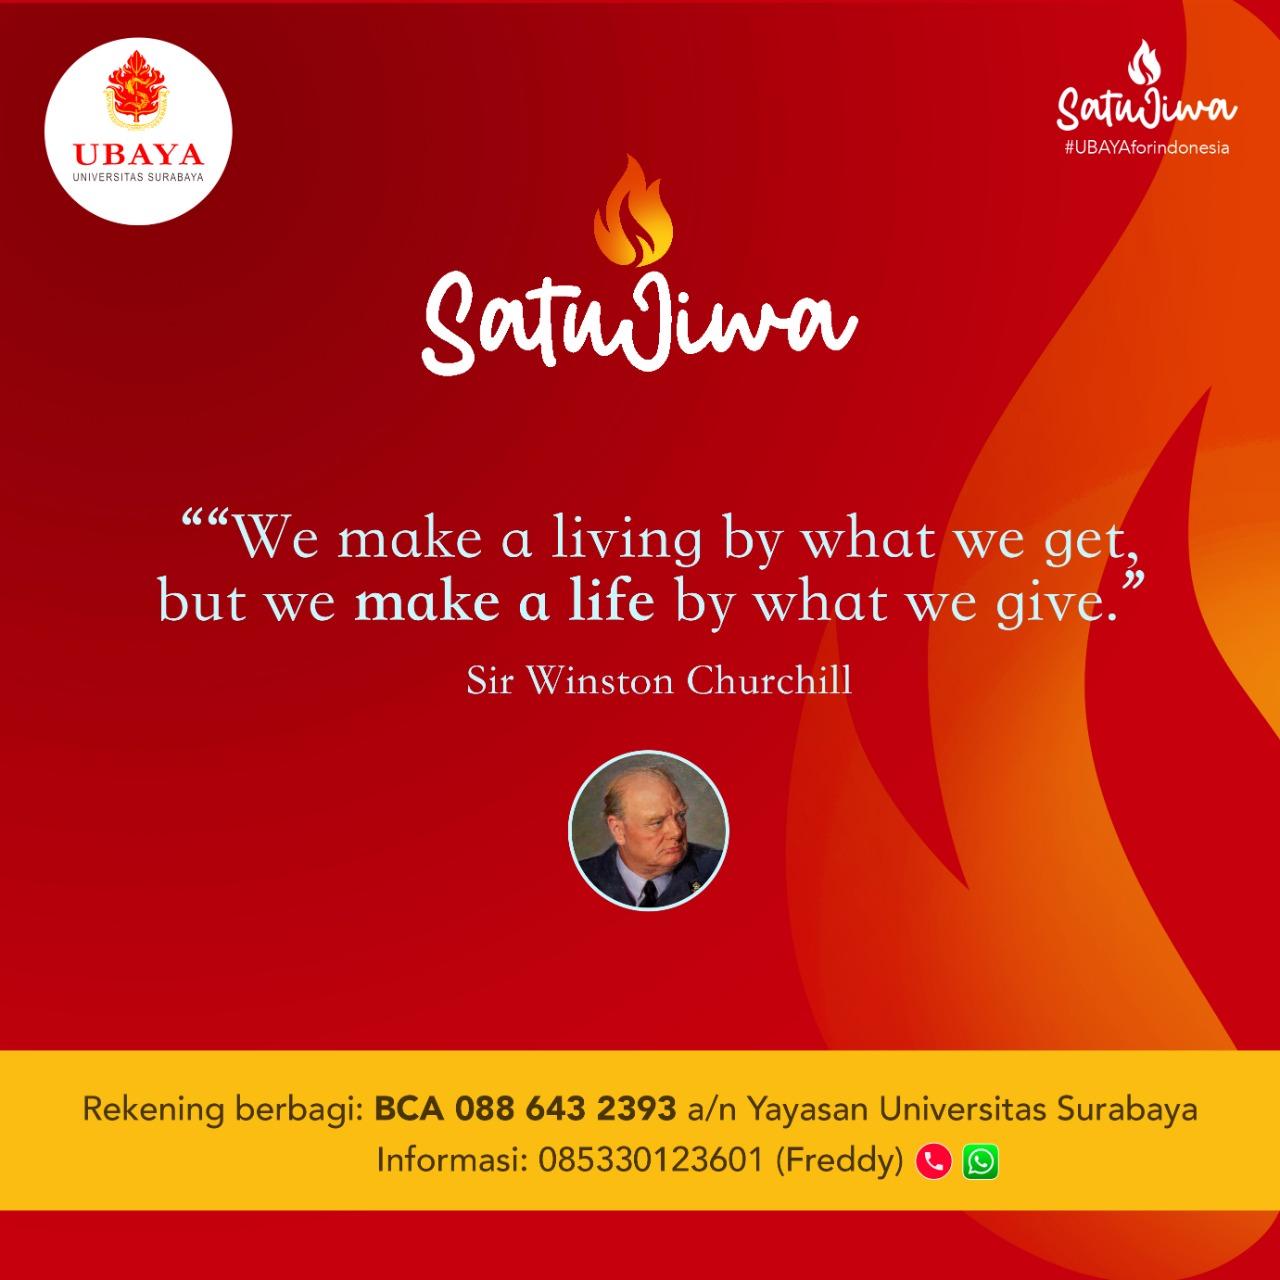 UBAYA
UNIVERSITAS SURABAYA
SatuJiwa
#UBAYAforindonesia
SatuJiwa
““We make a living by what we get,
but we make a life by what we give.”
Sir Winston Churchill
Rekening berbagi: BCA 088 643 2393 a/n Yayasan Universitas Surabaya
Informasi: 085330123601 (Freddy)